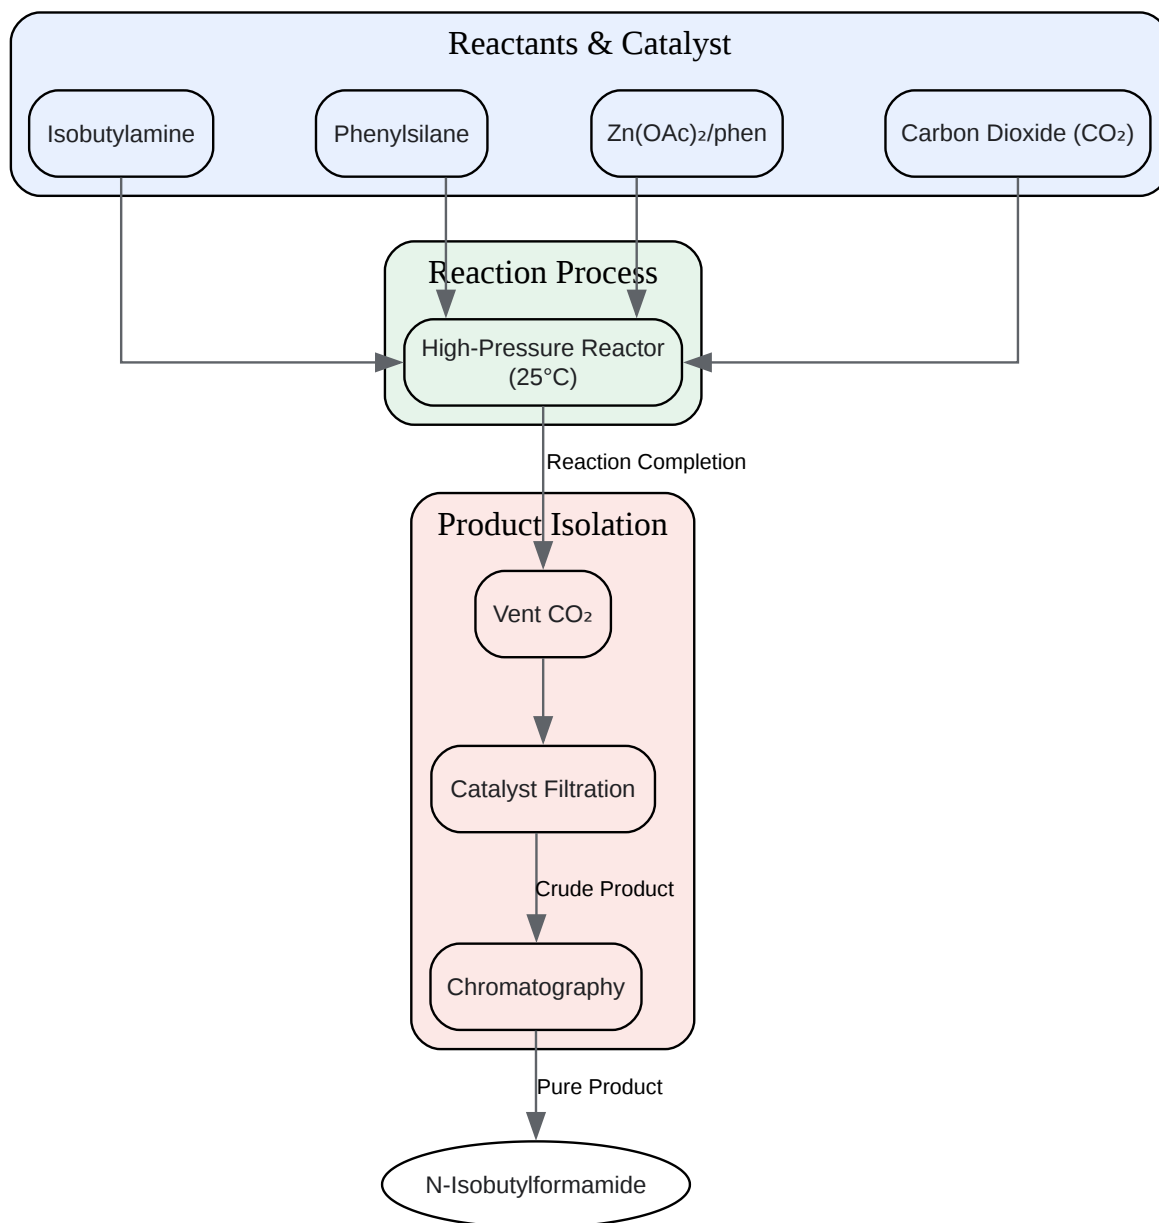 Reactants & Catalyst
Isobutylamine
Phenylsilane
Zn(OAc)₂/phen
Carbon Dioxide (CO₂)
Reaction Process
High-Pressure Reactor
(25°C)
Reaction Completion
Product Isolation
Vent CO₂
Catalyst Filtration
Crude Product
Chromatography
Pure Product
N-Isobutylformamide